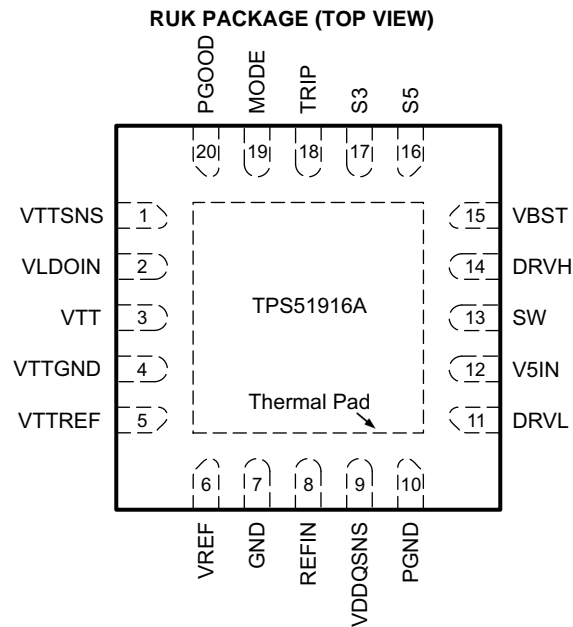 RUK PACKAGE (TOP VIEW)
PGOOD
MODE
TRIP
S3
S5
20
19
18
17
16
VTTSNS 1
15 VBST
VLDOIN 2
14 DRVH
VTT 3
TPS51916A
13 SW
VTTGND 4
12 V5IN
VTTREF 5
Thermal Pad
11 DRVL
6
7
8
9
10
VREF
GND
REFIN
VDDQSNS
PGND